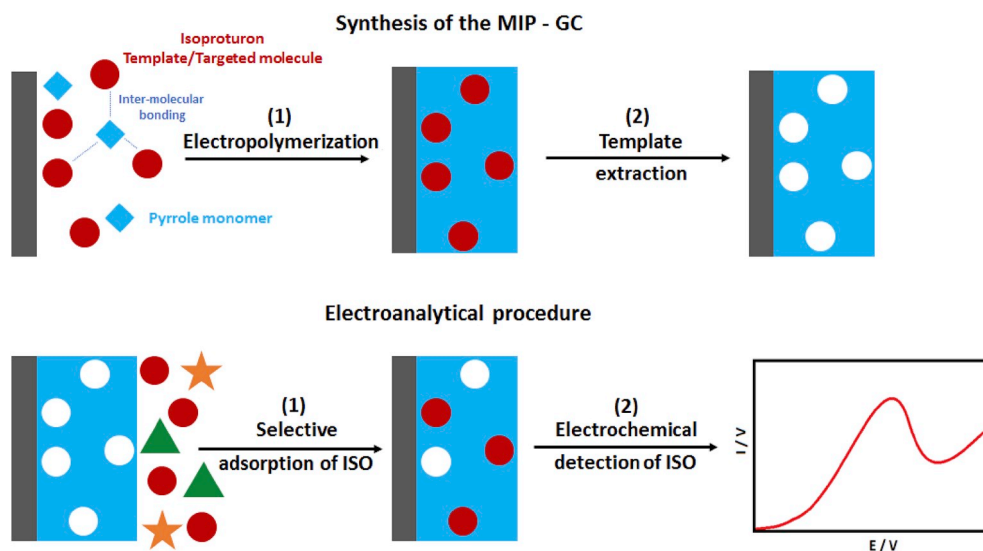 Synthesis of the MIP - GC
Isoproturon
Template/Targeted molecule
Inter-molecular
bonding
Pyrrole monomer
(1)
Electropolymerization
(2)
Template
extraction
Electroanalytical procedure
(1)
Selective
adsorption of ISO
(2)
Electrochemical
detection of ISO
I / V
E / V